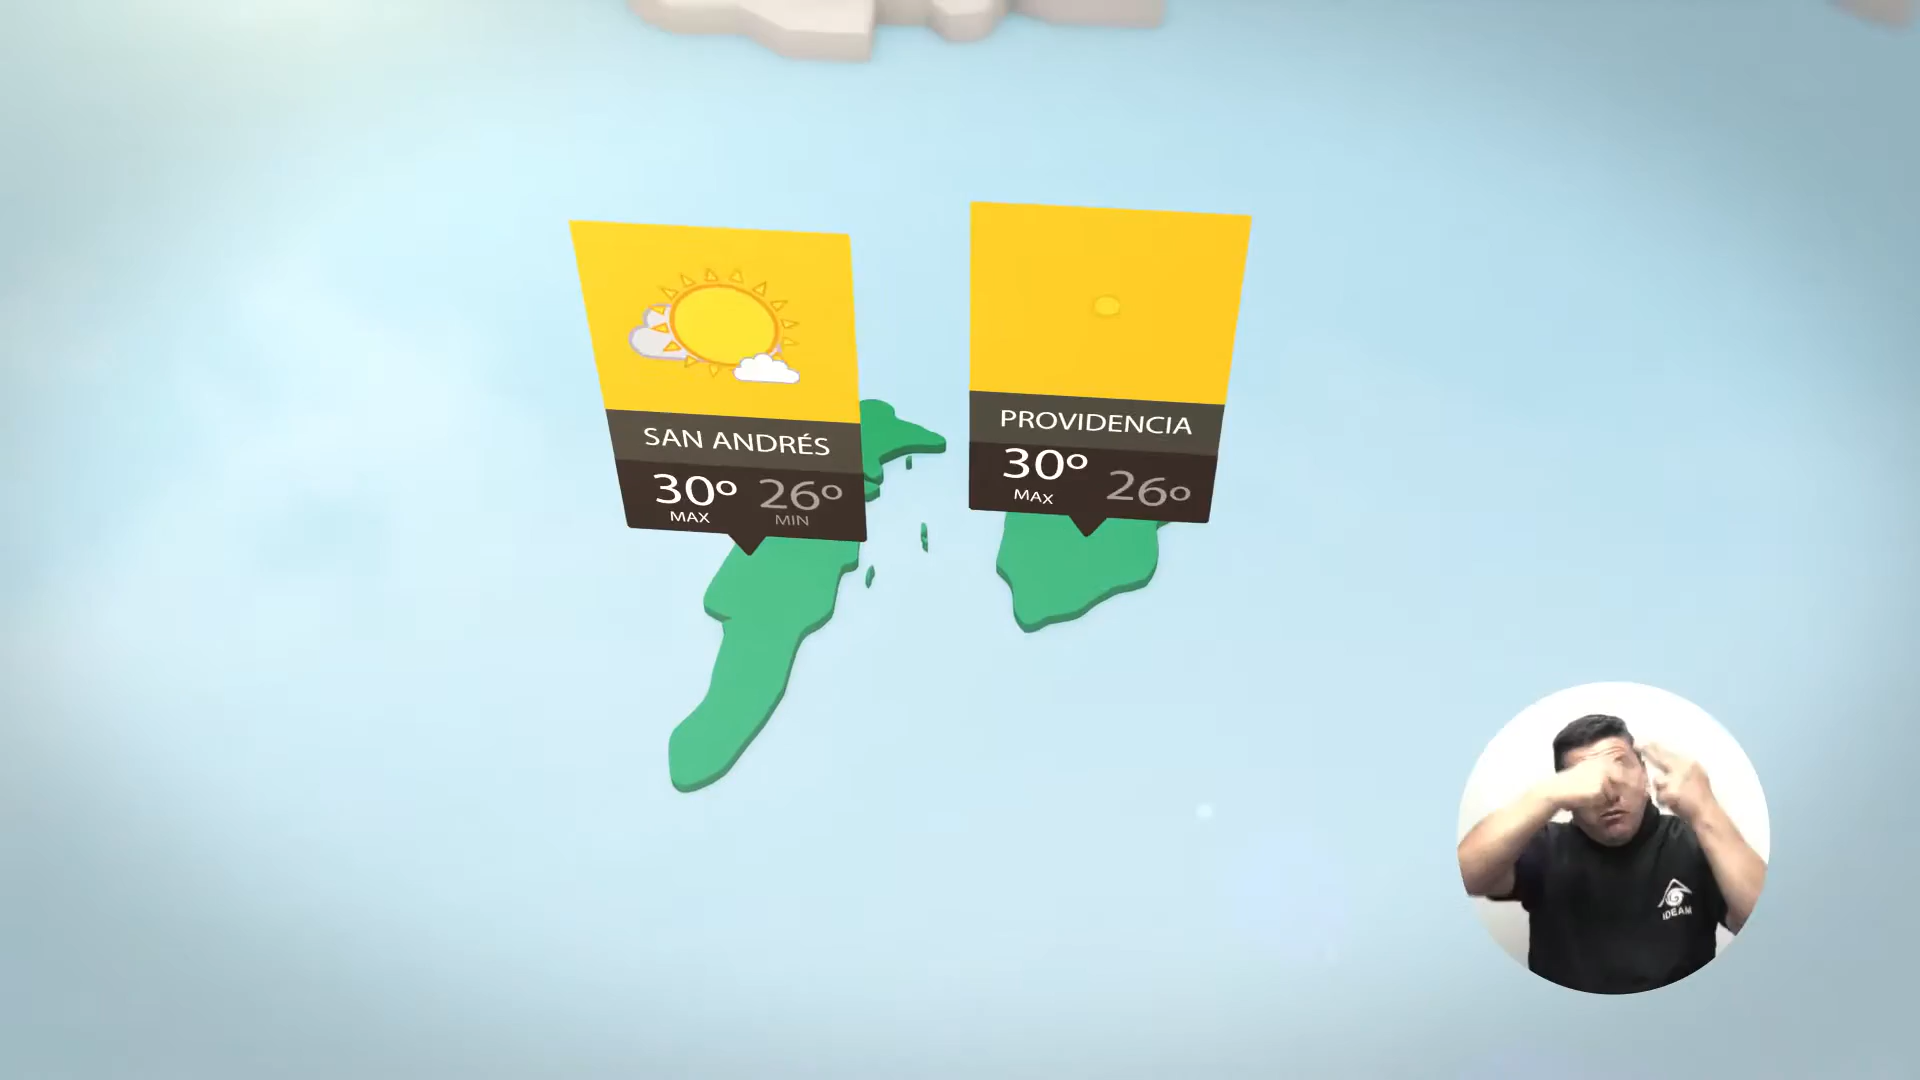 SAN ANDRÉS
30º 26º
MAX MIN
PROVIDENCIA
30º 26º
MAX
IDEAM